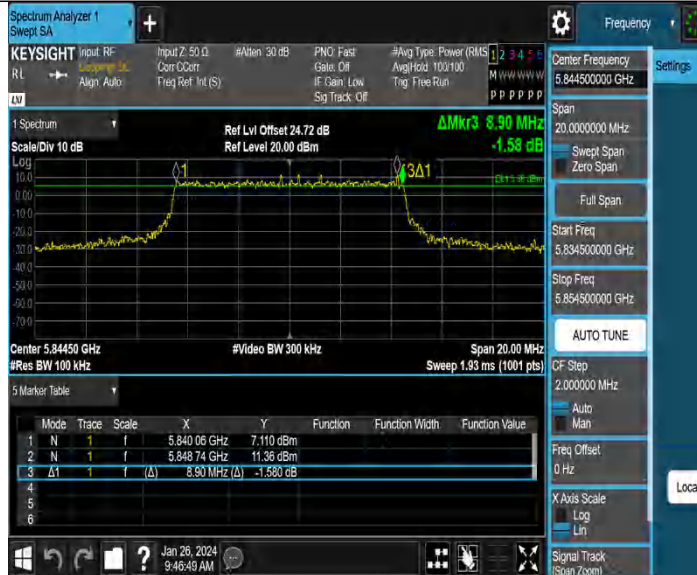 Spectrum Analyzer 1
Swept SA
Frequency
KEYSIGHT
RL
Input: RF
Align: Auto
Input Z: 50 Ω
Corr CCorr
Freq Ref: Int (S)
#Atten: 30 dB
PNO: Fast
Gate: Off
IF Gain: Low
Sig Track: Off
#Avg Type: Power (RMS
Avg|Hold: 100/100
Trig: Free Run
1 2 3 4 5 6
M W W W W W
P P P P P P
1 Spectrum
Scale/Div 10 dB
Log
Ref Lvl Offset 24.72 dB
Ref Level 20.00 dBm
ΔMkr3 8.90 MHz
-1.58 dB
10.0
0.00
-10.0
-20.0
-30.0
-40.0
-50.0
-60.0
-70.0
1
3Δ1
Center 5.84450 GHz
#Res BW 100 kHz
#Video BW 300 kHz
Span 20.00 MHz
Sweep 1.93 ms (1001 pts)
5 Marker Table
Mode Trace Scale X Y Function Function Width Function Value
1 N 1 f 5.840 06 GHz 7.110 dBm
2 N 1 f 5.848 74 GHz 11.36 dBm
3 Δ1 1 f (Δ) 8.90 MHz (Δ) -1.580 dB
4
5
6
Jan 26, 2024
9:46:49 AM
Center Frequency
5.844500000 GHz
Span
20.0000000 MHz
Swept Span
Zero Span
Full Span
Start Freq
5.834500000 GHz
Stop Freq
5.854500000 GHz
AUTO TUNE
CF Step
2.000000 MHz
Auto
Man
Freq Offset
0 Hz
X Axis Scale
Log
Lin
Signal Track
(Span Zoom)
Settings
Loca